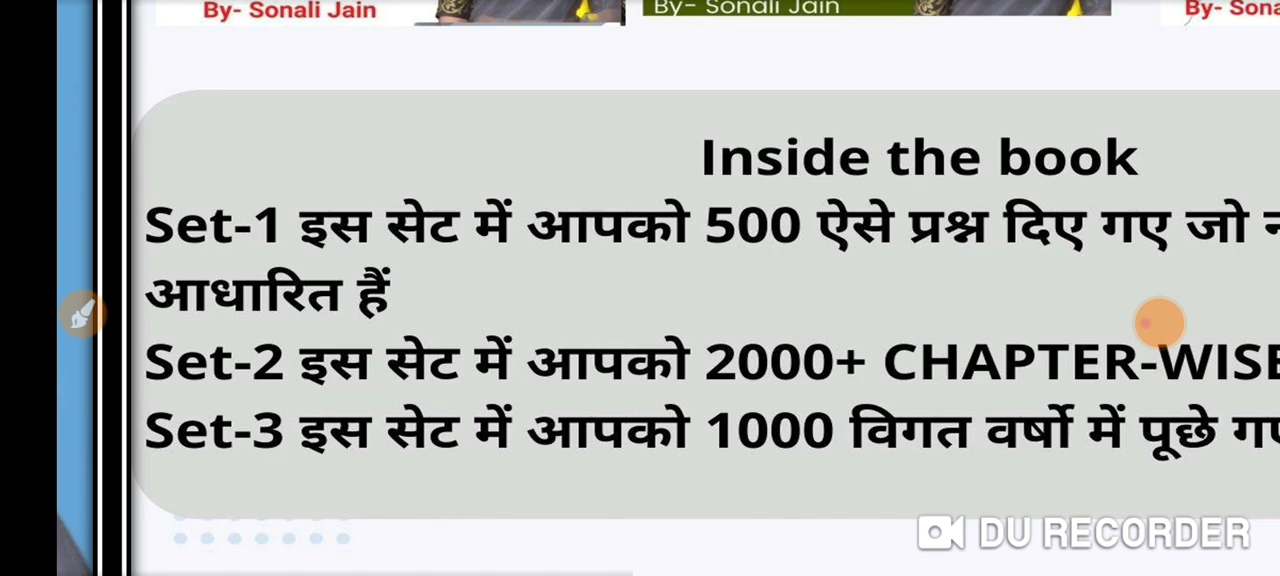 By- Sonali Jain
By- Sonali Jain
By-
Inside the book
Set-1 इस सेट में आपको 500 ऐसे प्रश्न दिए गए जो
आधारित हैं
Set-2 इस सेट में आपको 2000+ CHAPTER-WISE
Set-3 इस सेट में आपको 1000 विगत वर्षो में पूछे
DU RECORDER